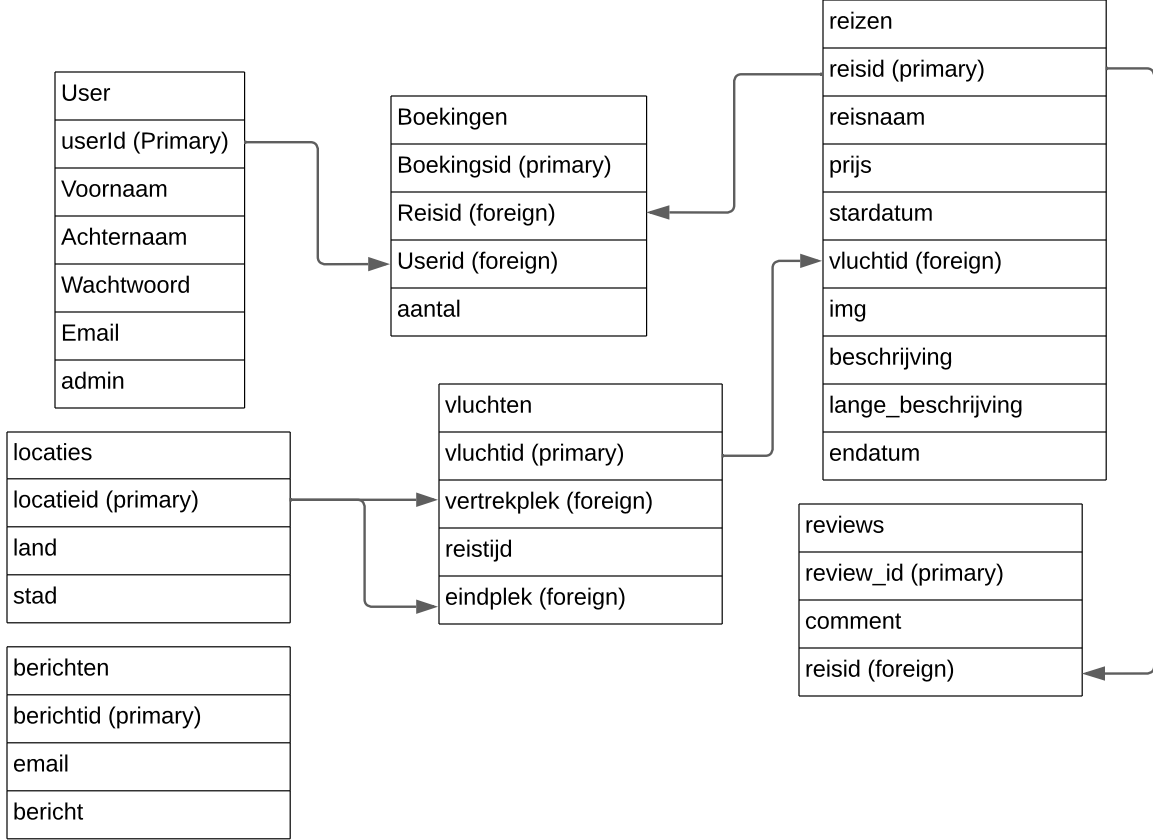 User
userId (Primary)
Voornaam
Achternaam
Wachtwoord
Email
admin
Boekingen
Boekingsid (primary)
Reisid (foreign)
Userid (foreign)
aantal
reizen
reisid (primary)
reisnaam
prijs
stardatum
vluchtid (foreign)
img
beschrijving
lange_beschrijving
endatum
locaties
locatieid (primary)
land
stad
vluchten
vluchtid (primary)
vertrekplek (foreign)
reistijd
eindplek (foreign)
reviews
review_id (primary)
comment
reisid (foreign)
berichten
berichtid (primary)
email
bericht